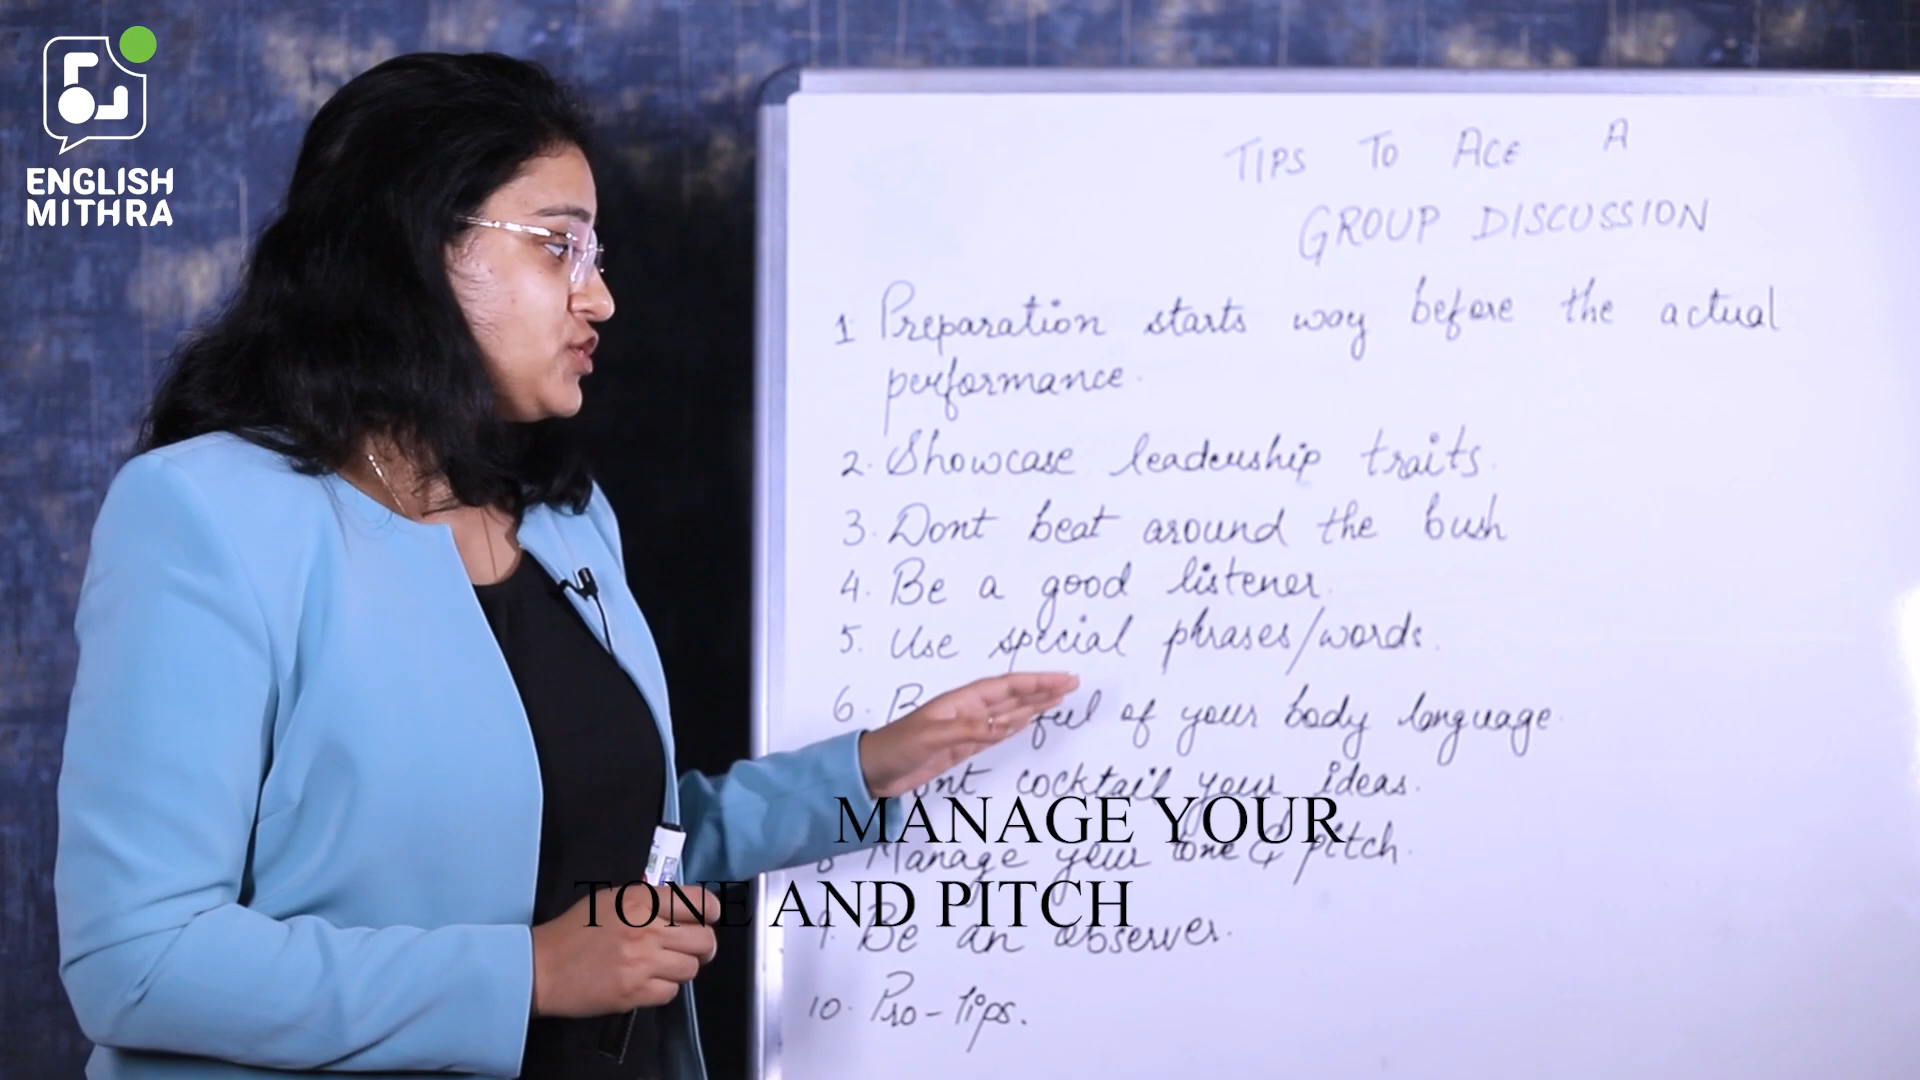 ENGLISH
MITHRA
TIPS TO ACE A
GROUP DISCUSSION
1 Preparation starts way before the actual
performance.
2. Showcase leadership traits.
3. Dont beat around the bush
4. Be a good listener.
5. Use special phrases/words.
6. of your body language.
cocktail your ideas.
MANAGE YOUR
8 Manage your tone & pitch.
TONE AND PITCH
9. Be an observer.
10. Pro-tips.